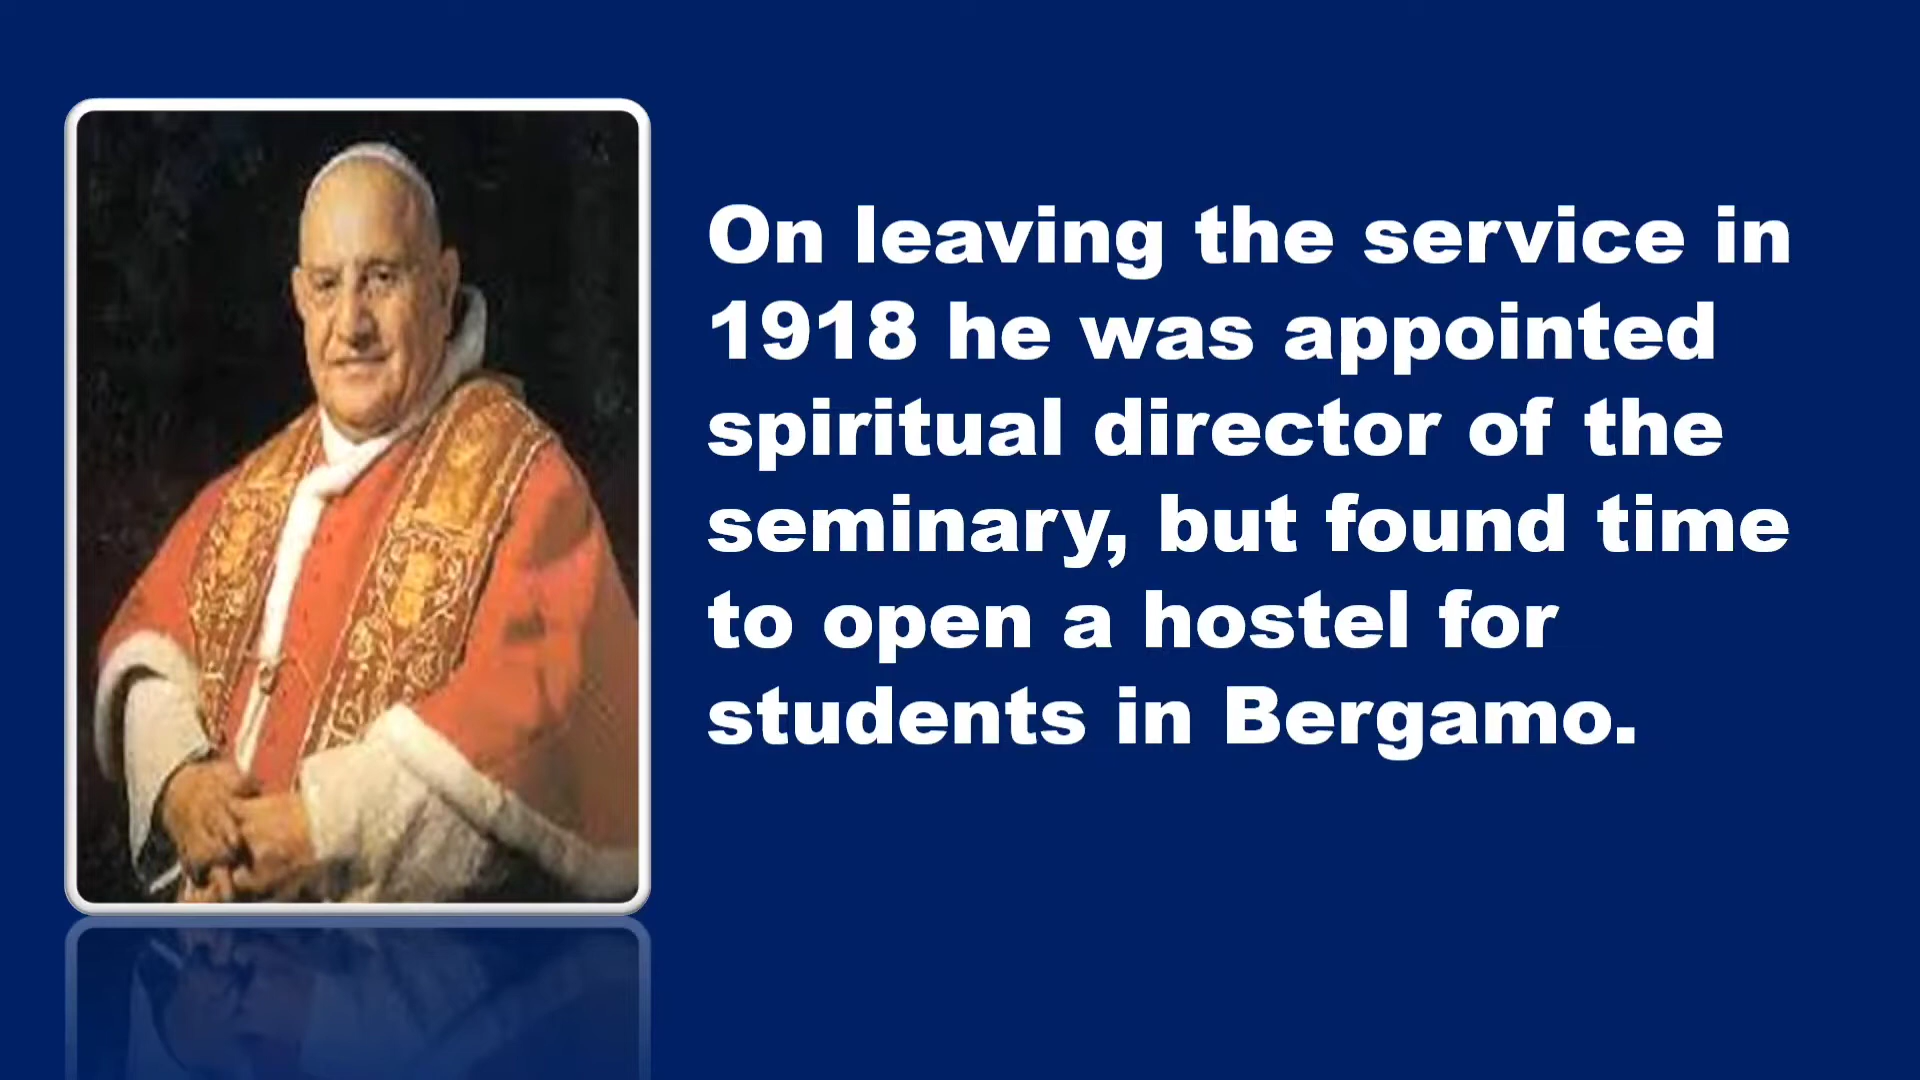 On leaving the service in
1918 he was appointed
spiritual director of the
seminary, but found time
to open a hostel for
students in Bergamo.